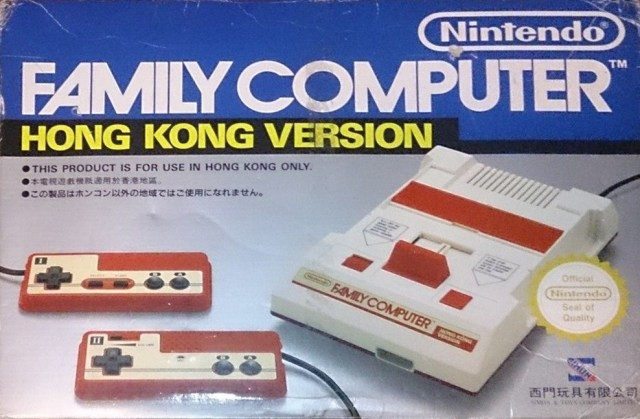 Nintendo®
FAMILY COMPUTER™
HONG KONG VERSION
●THIS PRODUCT IS FOR USE IN HONG KONG ONLY.
●本電視遊戲機祇適用於香港地區。
●この製品はホンコン以外の地域ではご使用になれません。
I
II
Nintendo
FAMILY COMPUTER
HONG KONG
VERSION
Official
Nintendo
Seal of
Quality
西門玩具有限公司